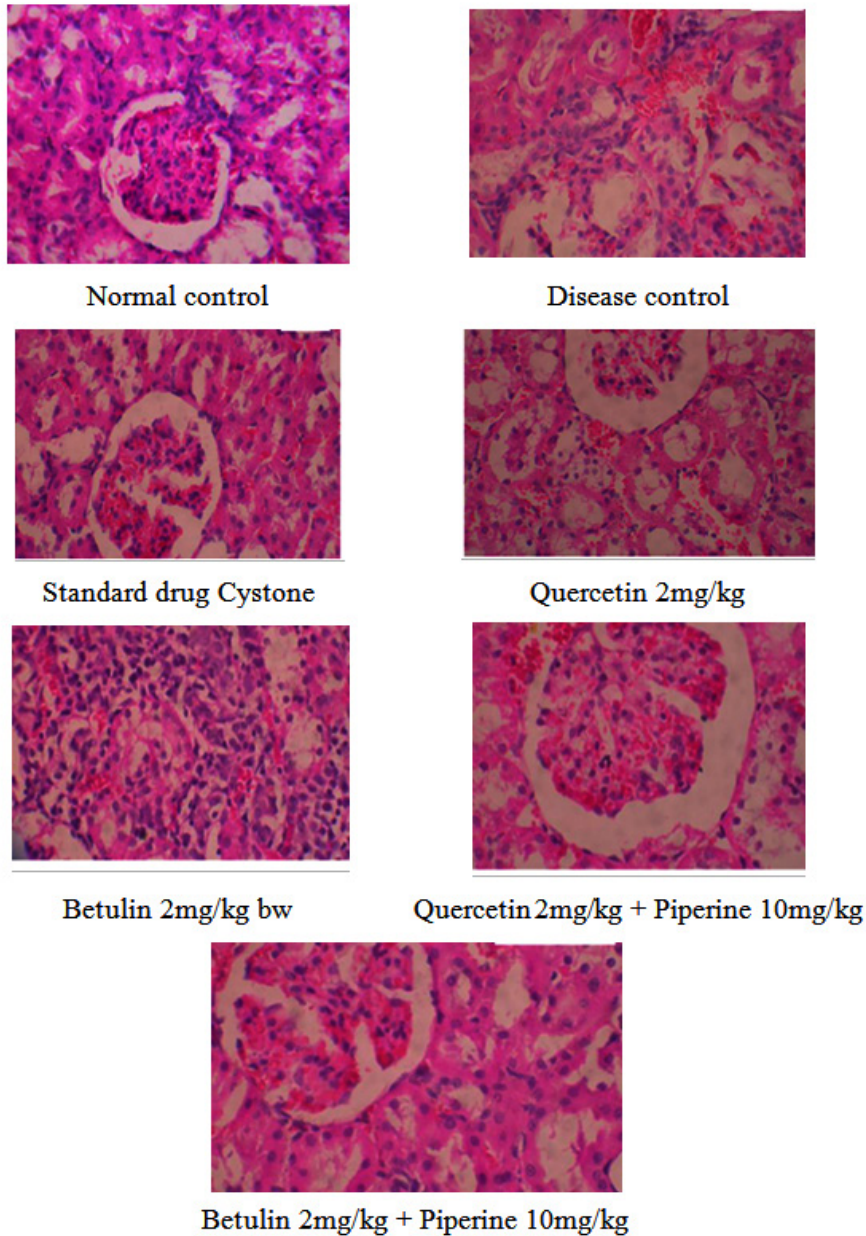 Normal control
Disease control
Standard drug Cystone
Quercetin 2mg/kg
Betulin 2mg/kg bw
Quercetin 2mg/kg + Piperine 10mg/kg
Betulin 2mg/kg + Piperine 10mg/kg